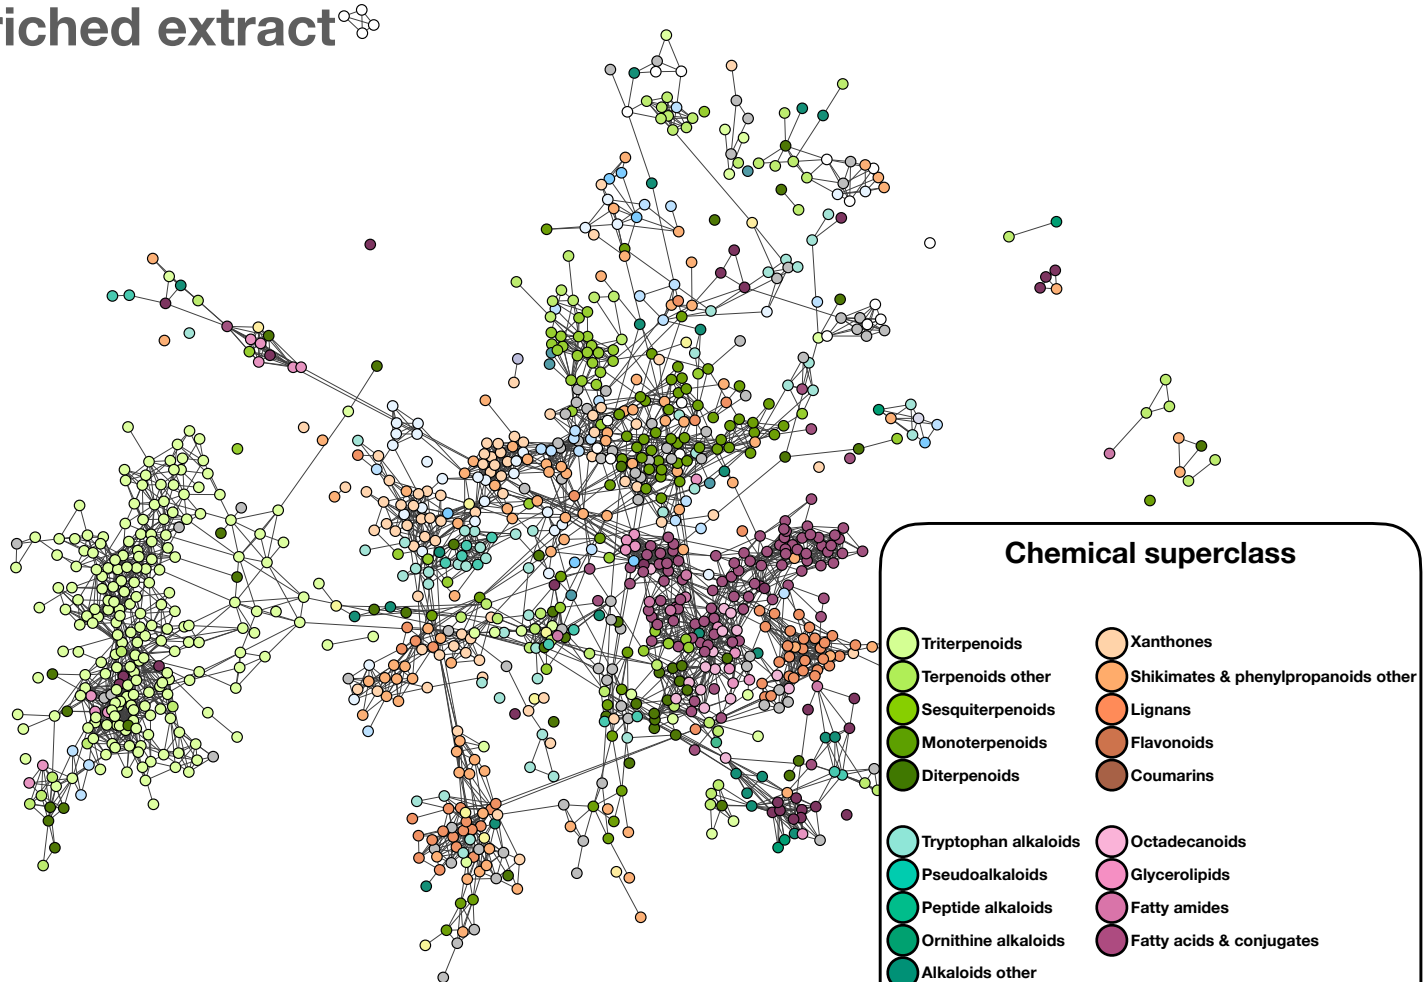 riched extract
Chemical superclass
Triterpenoids
Terpenoids other
Sesquiterpenoids
Monoterpenoids
Diterpenoids
Tryptophan alkaloids
Pseudoalkaloids
Peptide alkaloids
Ornithine alkaloids
Alkaloids other
Xanthones
Shikimates & phenylpropanoids other
Lignans
Flavonoids
Coumarins
Octadecanoids
Glycerolipids
Fatty amides
Fatty acids & conjugates